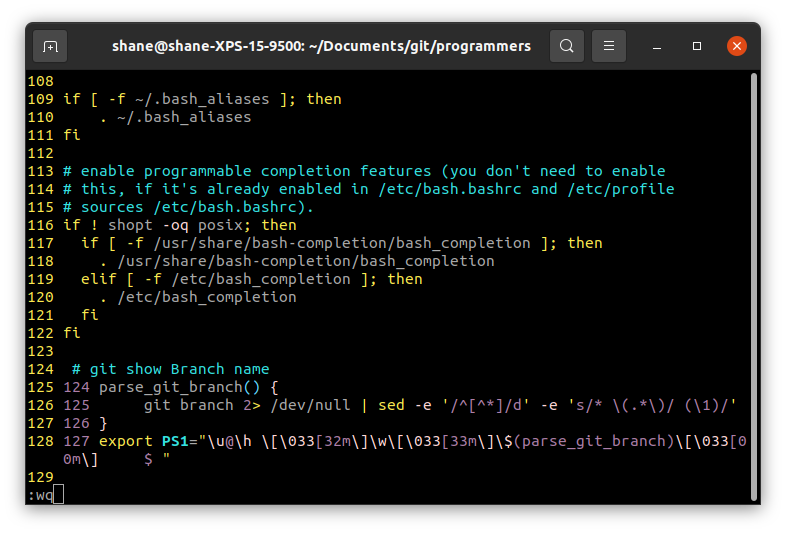 shane@shane-XPS-15-9500: ~/Documents/git/programmers
108
109 if [ -f ~/.bash_aliases ]; then
110     . ~/.bash_aliases
111 fi
112
113 # enable programmable completion features (you don't need to enable
114 # this, if it's already enabled in /etc/bash.bashrc and /etc/profile
115 # sources /etc/bash.bashrc).
116 if ! shopt -oq posix; then
117   if [ -f /usr/share/bash-completion/bash_completion ]; then
118     . /usr/share/bash-completion/bash_completion
119   elif [ -f /etc/bash_completion ]; then
120     . /etc/bash_completion
121   fi
122 fi
123
124  # git show Branch name
125 124 parse_git_branch() {
126 125      git branch 2> /dev/null | sed -e '/^[^*]/d' -e 's/* \(.*\)/ (\1)/'
127 126 }
128 127 export PS1="\u@\h \[\033[32m\]\w\[\033[33m\]\$(parse_git_branch)\[\033[0
0m\]     $ "
129
:wq